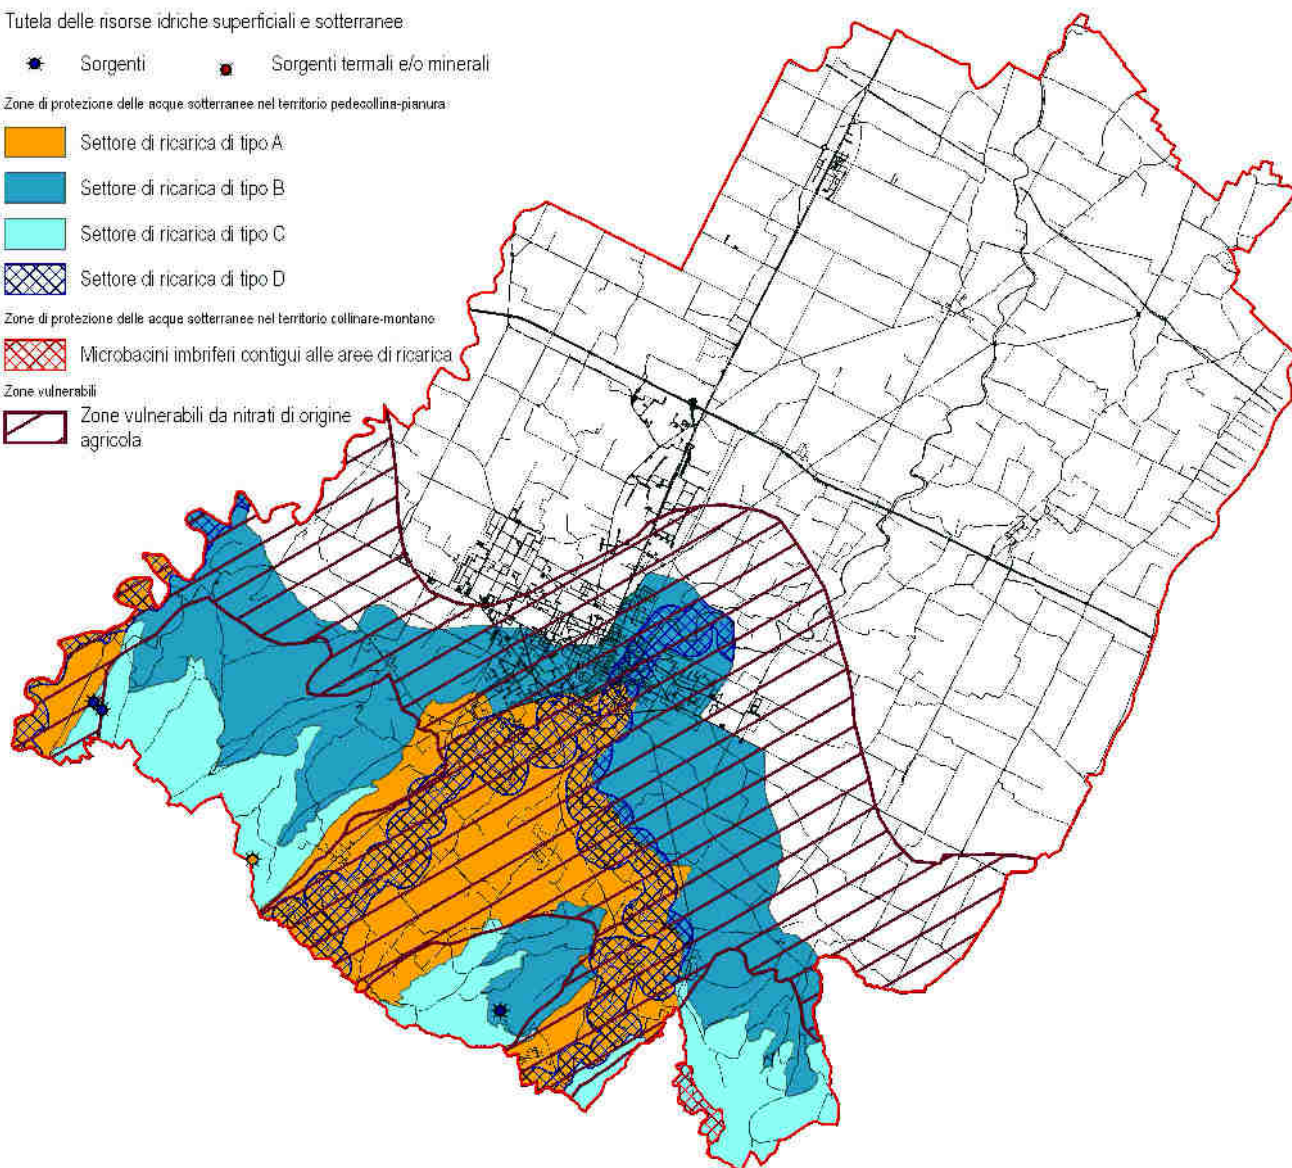 Tutela delle risorse idriche superficiali e sotterranee
Sorgenti
Sorgenti termali e/o minerali
Zone di protezione delle acque sotterranee nel territorio pedecollina-pianura
Settore di ricarica di tipo A
Settore di ricarica di tipo B
Settore di ricarica di tipo C
Settore di ricarica di tipo D
Zone di protezione delle acque sotterranee nel territorio collinare-montano
Microbacini imbriferi contigui alle aree di ricarica
Zone vulnerabili
Zone vulnerabili da nitrati di origine
agricola